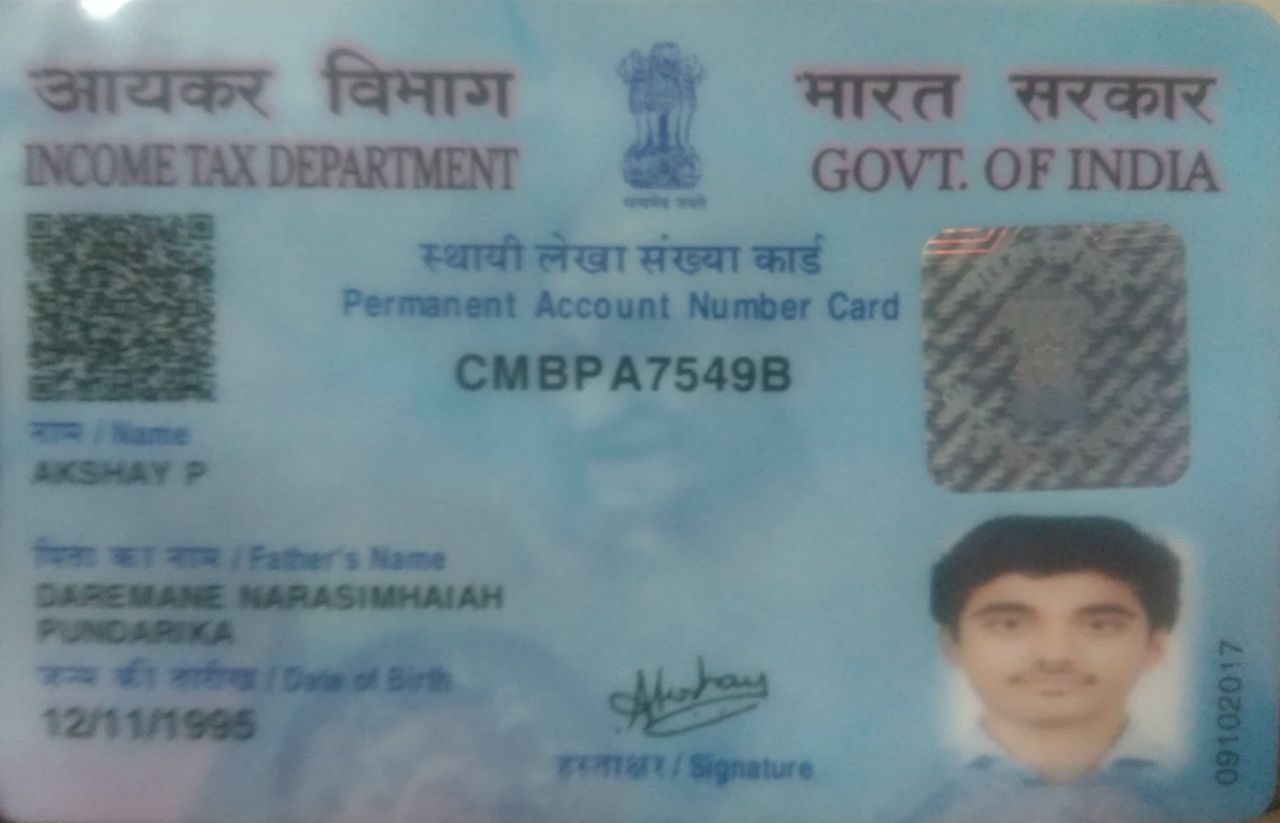 आयकर विभाग
INCOME TAX DEPARTMENT
भारत सरकार
GOVT. OF INDIA
सत्यमेव जयते
स्थायी लेखा संख्या कार्ड
Permanent Account Number Card
CMBPA7549B
नाम / Name
AKSHAY P
पिता का नाम / Father's Name
DAREMANE NARASIMHAIAH
PUNDARIKA
जन्म की तारीख / Date of Birth
12/11/1995
Akshay
हस्ताक्षर / Signature
09102017